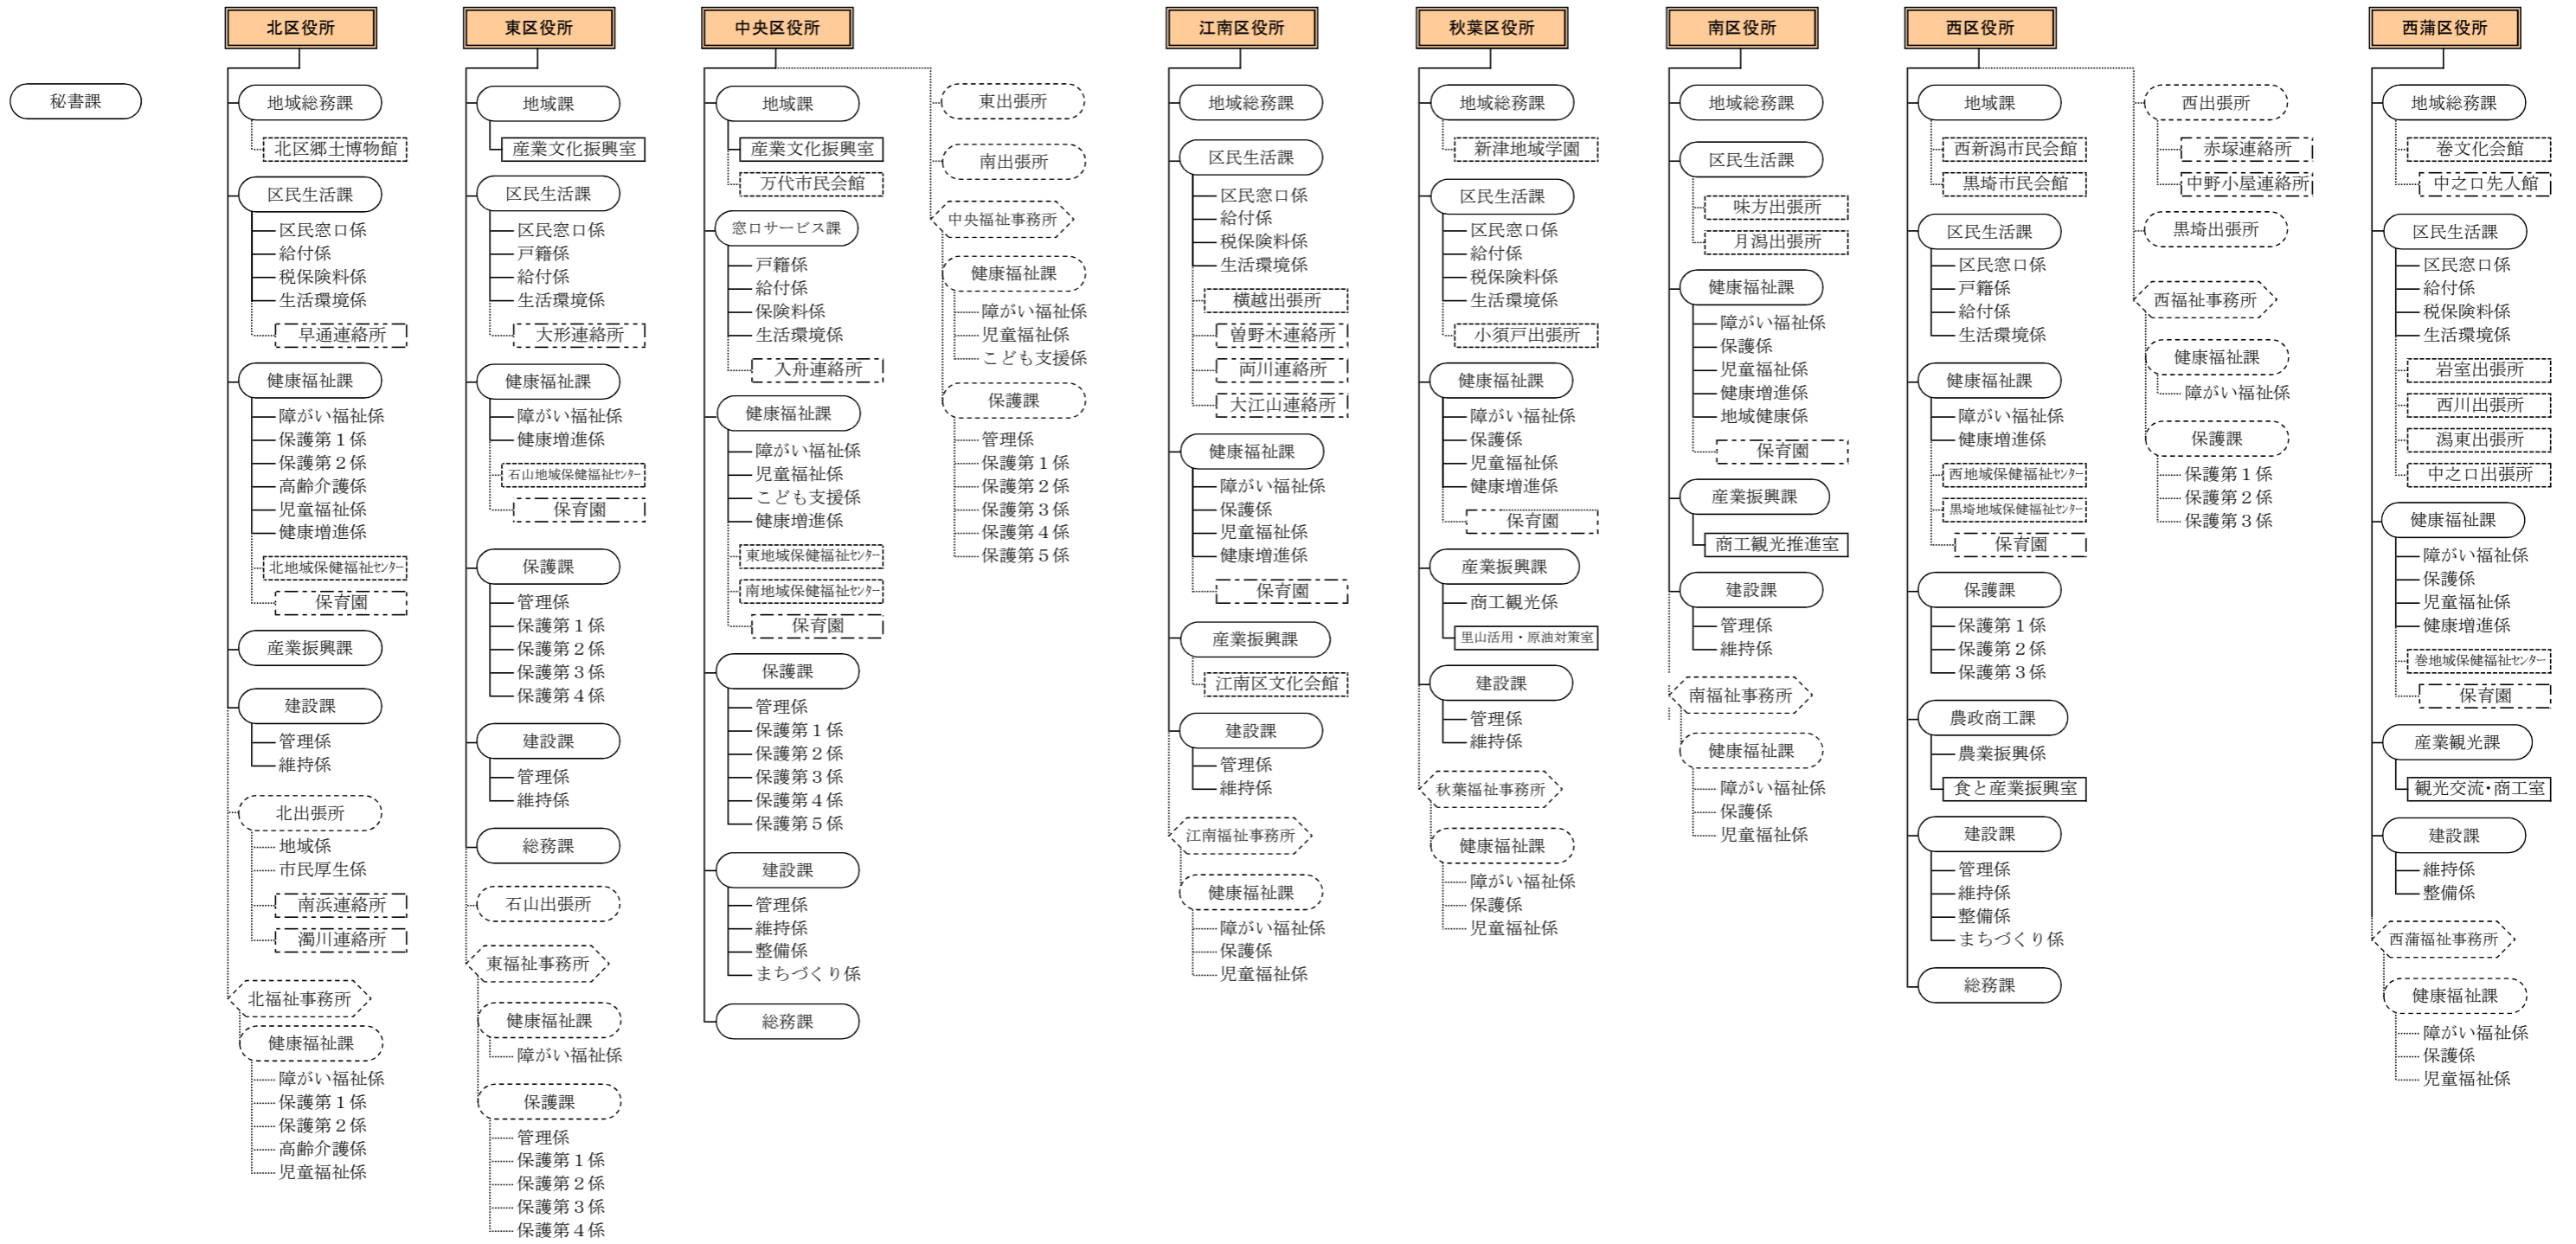 秘書課
北区役所
地域総務課
北区郷土博物館
区民生活課
区民窓口係
給付係
税保険料係
生活環境係
早通連絡所
健康福祉課
障がい福祉係
保護第１係
保護第２係
高齢介護係
児童福祉係
健康増進係
北地域保健福祉ｾﾝﾀｰ
保育園
産業振興課
建設課
管理係
維持係
北出張所
地域係
市民厚生係
南浜連絡所
濁川連絡所
北福祉事務所
健康福祉課
障がい福祉係
保護第１係
保護第２係
高齢介護係
児童福祉係
東区役所
地域課
産業文化振興室
区民生活課
区民窓口係
戸籍係
給付係
生活環境係
大形連絡所
健康福祉課
障がい福祉係
健康増進係
石山地域保健福祉ｾﾝﾀｰ
保育園
保護課
管理係
保護第１係
保護第２係
保護第３係
保護第４係
建設課
管理係
維持係
総務課
石山出張所
東福祉事務所
健康福祉課
障がい福祉係
保護課
管理係
保護第１係
保護第２係
保護第３係
保護第４係
中央区役所
地域課
産業文化振興室
万代市民会館
窓口サービス課
戸籍係
給付係
保険料係
生活環境係
入舟連絡所
健康福祉課
障がい福祉係
児童福祉係
こども支援係
健康増進係
東地域保健福祉ｾﾝﾀｰ
南地域保健福祉ｾﾝﾀｰ
保育園
保護課
管理係
保護第１係
保護第２係
保護第３係
保護第４係
保護第５係
建設課
管理係
維持係
整備係
まちづくり係
総務課
東出張所
南出張所
中央福祉事務所
健康福祉課
障がい福祉係
児童福祉係
こども支援係
保護課
管理係
保護第１係
保護第２係
保護第３係
保護第４係
保護第５係
江南区役所
地域総務課
区民生活課
区民窓口係
給付係
税保険料係
生活環境係
横越出張所
曽野木連絡所
両川連絡所
大江山連絡所
健康福祉課
障がい福祉係
保護係
児童福祉係
健康増進係
保育園
産業振興課
江南区文化会館
建設課
管理係
維持係
江南福祉事務所
健康福祉課
障がい福祉係
保護係
児童福祉係
秋葉区役所
地域総務課
新津地域学園
区民生活課
区民窓口係
給付係
税保険料係
生活環境係
小須戸出張所
健康福祉課
障がい福祉係
保護係
児童福祉係
健康増進係
保育園
産業振興課
商工観光係
里山活用・原油対策室
建設課
管理係
維持係
秋葉福祉事務所
健康福祉課
障がい福祉係
保護係
児童福祉係
南区役所
地域総務課
区民生活課
味方出張所
月潟出張所
健康福祉課
障がい福祉係
保護係
児童福祉係
健康増進係
地域健康係
保育園
産業振興課
商工観光推進室
建設課
管理係
維持係
南福祉事務所
健康福祉課
障がい福祉係
保護係
児童福祉係
西区役所
地域課
西新潟市民会館
黒埼市民会館
区民生活課
区民窓口係
戸籍係
給付係
生活環境係
健康福祉課
障がい福祉係
健康増進係
西地域保健福祉ｾﾝﾀｰ
黒埼地域保健福祉ｾﾝﾀｰ
保育園
保護課
保護第１係
保護第２係
保護第３係
農政商工課
農業振興係
食と産業振興室
建設課
管理係
維持係
整備係
まちづくり係
総務課
西出張所
赤塚連絡所
中野小屋連絡所
黒埼出張所
西福祉事務所
健康福祉課
障がい福祉係
保護課
保護第１係
保護第２係
保護第３係
西蒲区役所
地域総務課
巻文化会館
中之口先人館
区民生活課
区民窓口係
給付係
税保険料係
生活環境係
岩室出張所
西川出張所
潟東出張所
中之口出張所
健康福祉課
障がい福祉係
保護係
児童福祉係
健康増進係
巻地域保健福祉ｾﾝﾀｰ
保育園
産業観光課
観光交流・商工室
建設課
維持係
整備係
西蒲福祉事務所
健康福祉課
障がい福祉係
保護係
児童福祉係